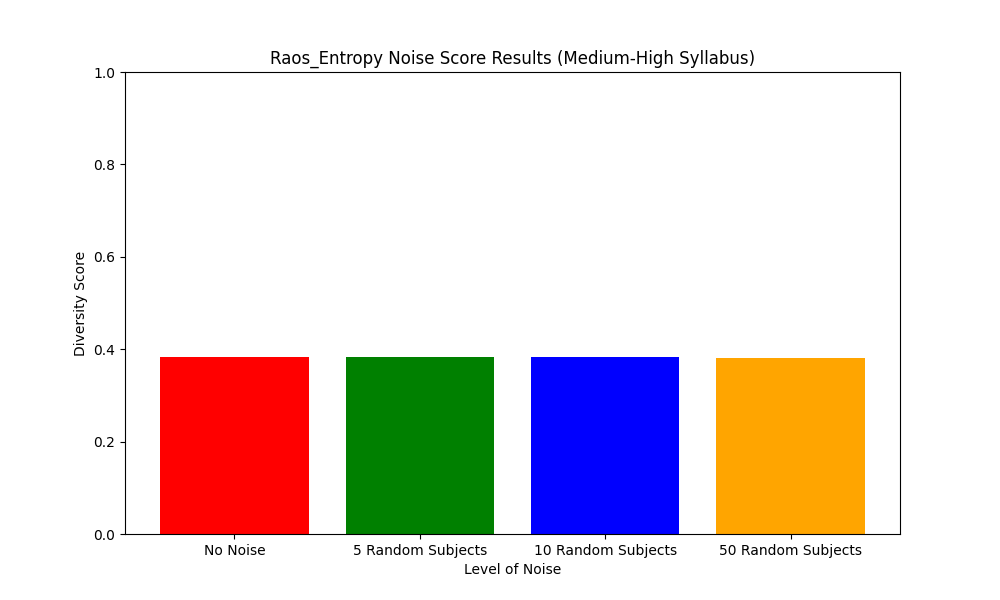 Raos_Entropy Noise Score Results (Medium-High Syllabus)
1.0
0.8
0.6
0.4
0.2
0.0
Diversity Score
No Noise
5 Random Subjects
10 Random Subjects
50 Random Subjects
Level of Noise